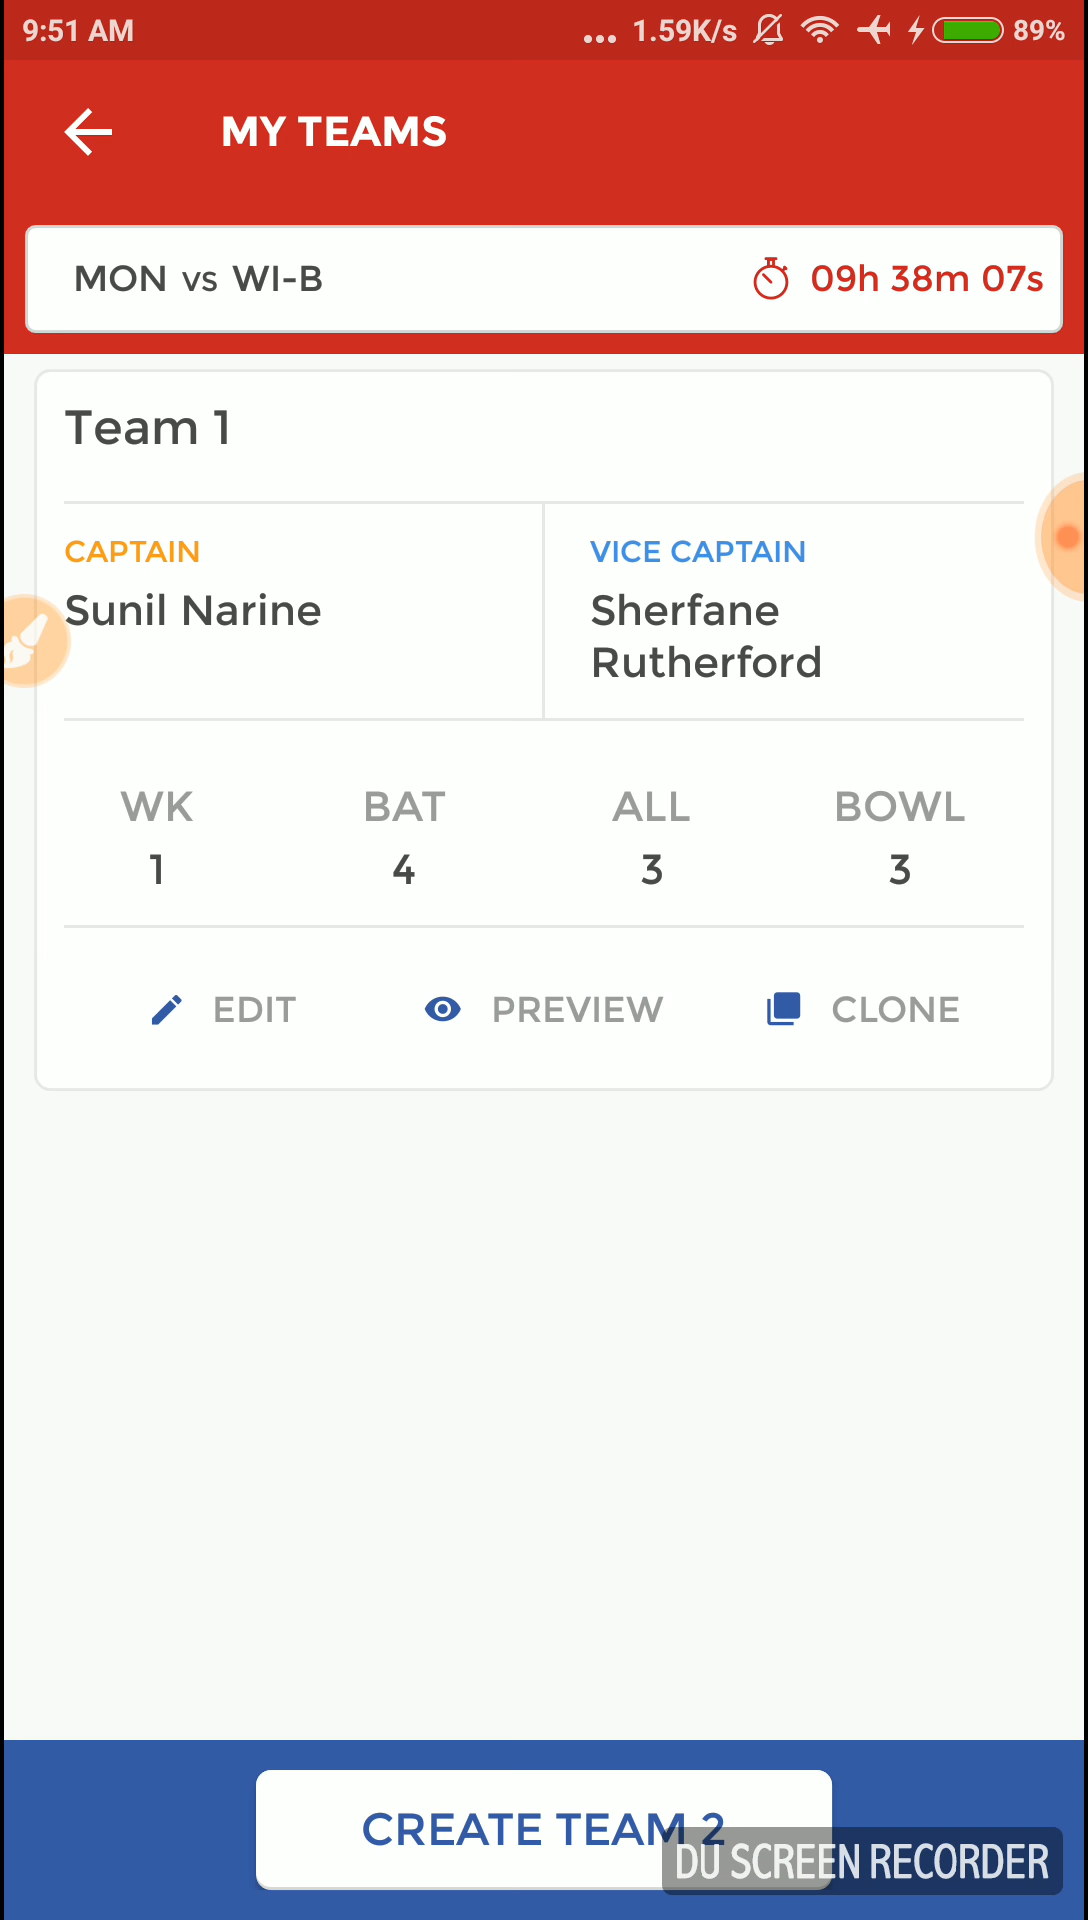 9:51 AM ... 1.59K/s 89%
MY TEAMS
MON vs WI-B 09h 38m 07s
Team 1
CAPTAIN VICE CAPTAIN
Sunil Narine Sherfane
Rutherford
WK BAT ALL BOWL
1 4 3 3
EDIT PREVIEW CLONE
CREATE TEAM 2
DU SCREEN RECORDER